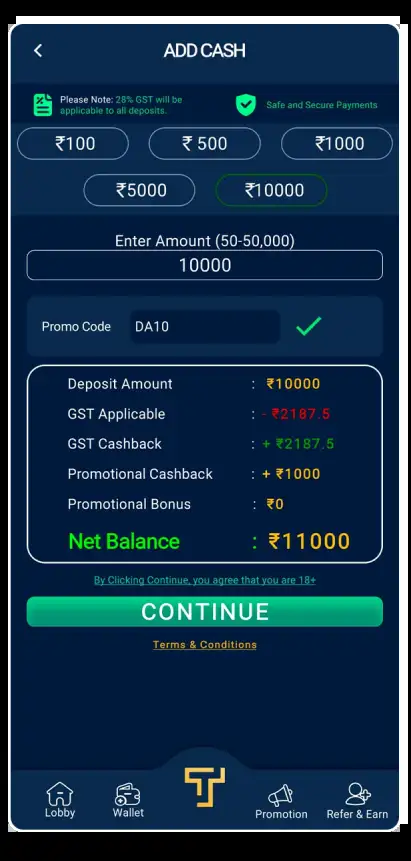 ADD CASH
Please Note: 28% GST will be
applicable to all deposits.
Safe and Secure Payments
₹100
₹ 500
₹1000
₹5000
₹10000
Enter Amount (50-50,000)
10000
Promo Code
DA10
Deposit Amount : ₹10000
GST Applicable : - ₹2187.5
GST Cashback : + ₹2187.5
Promotional Cashback : + ₹1000
Promotional Bonus : ₹0
Net Balance : ₹11000
By Clicking Continue, you agree that you are 18+
CONTINUE
Terms & Conditions
Lobby
Wallet
Promotion
Refer & Earn